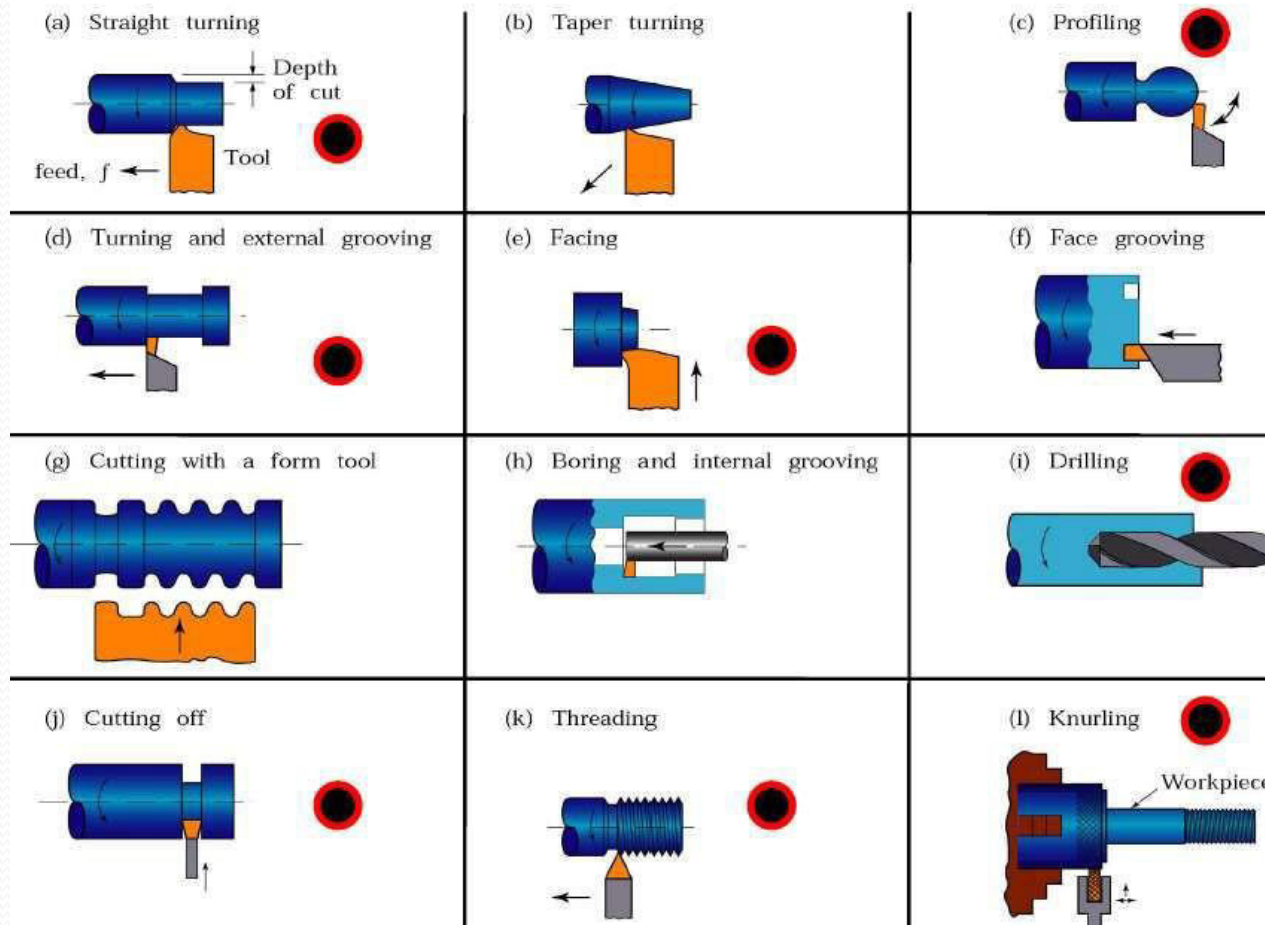 (a) Straight turning
Depth
of cut
Tool
feed, f
(b) Taper turning
(c) Profiling
(d) Turning and external grooving
(e) Facing
(f) Face grooving
(g) Cutting with a form tool
(h) Boring and internal grooving
(i) Drilling
(j) Cutting off
(k) Threading
(l) Knurling
Workpiece